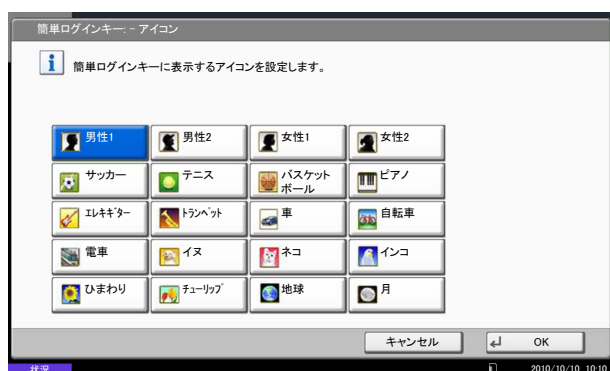 簡単ログインキー: - アイコン
簡単ログインキーに表示するアイコンを設定します。
男性1 男性2 女性1 女性2
サッカー テニス バスケット ピアノ
ボール
エレキギター トランペット 車 自転車
電車 イヌ ネコ インコ
ひまわり チューリップ 地球 月
キャンセル OK
状況 2010/10/10 10:10